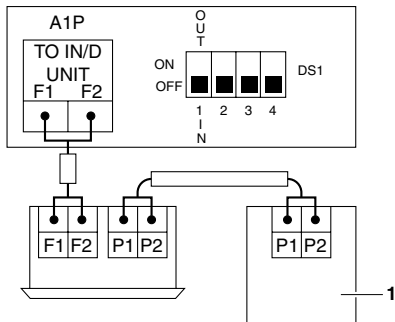 A1P
TO IN/D
UNIT
F1 F2
OUT
ON
OFF
DS1
1 2 3 4
IN
F1 F2 P1 P2
P1 P2
1